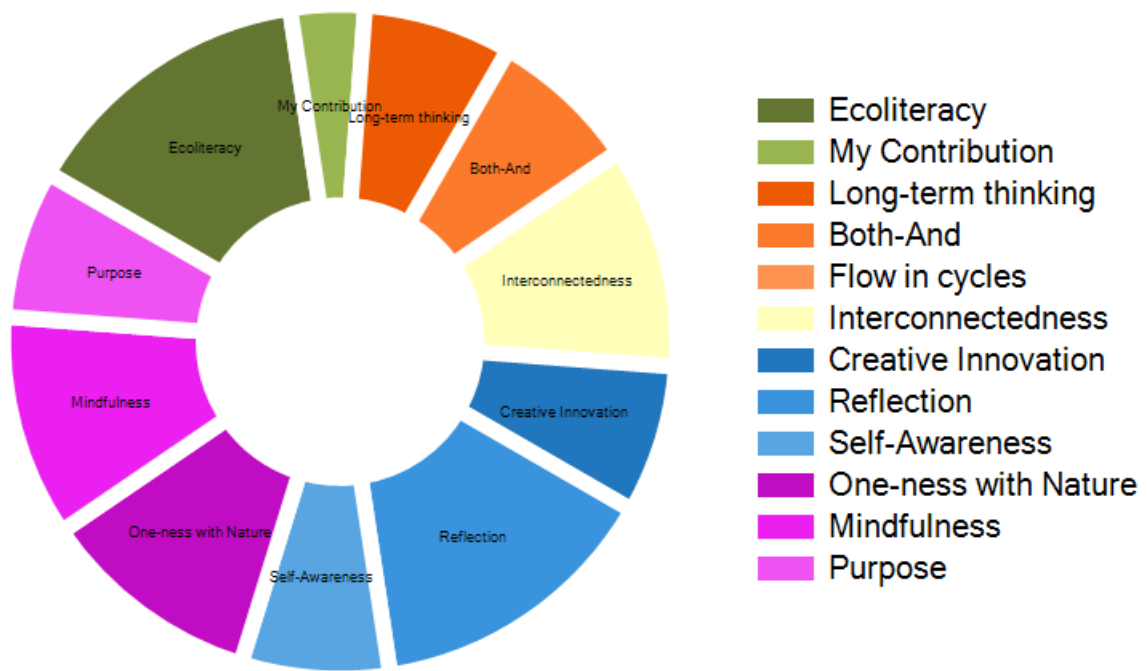 My Contribution
Long-term thinking
Ecoliteracy
Both-And
Purpose
Interconnectedness
Mindfulness
Creative Innovation
One-ness with Nature
Reflection
Self-Awareness
Ecoliteracy
My Contribution
Long-term thinking
Both-And
Flow in cycles
Interconnectedness
Creative Innovation
Reflection
Self-Awareness
One-ness with Nature
Mindfulness
Purpose